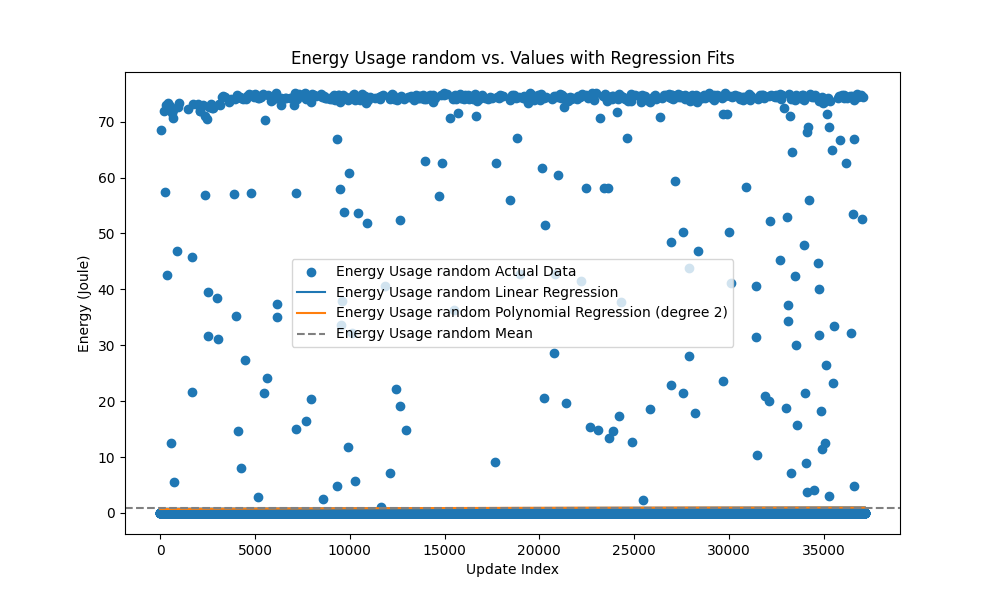 Energy Usage random vs. Values with Regression Fits
Energy (Joule)
70
60
50
40
30
20
10
0
Energy Usage random Actual Data
Energy Usage random Linear Regression
Energy Usage random Polynomial Regression (degree 2)
Energy Usage random Mean
0 5000 10000 15000 20000 25000 30000 35000
Update Index